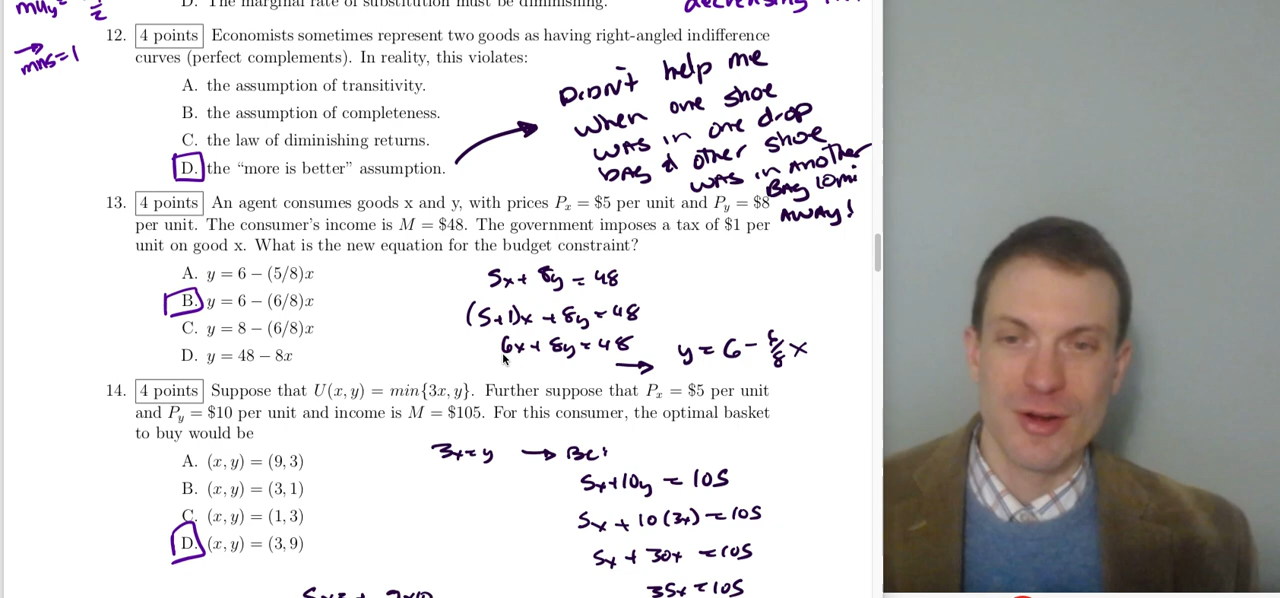 D. The marginal rate of substitution must be diminishing.
→ MRS=1
12. 4 points Economists sometimes represent two goods as having right-angled indifference
curves (perfect complements). In reality, this violates:
A. the assumption of transitivity.
B. the assumption of completeness.
C. the law of diminishing returns.
D. the “more is better” assumption.
DIDN'T help me
when one shoe
was in one drop
bag & other shoe
was in another
Bag 10mi
AWAY!
13. 4 points An agent consumes goods x and y, with prices Pₓ = $5 per unit and Pᵧ = $8
per unit. The consumer's income is M = $48. The government imposes a tax of $1 per
unit on good x. What is the new equation for the budget constraint?
A. y = 6 − (5/8)x
B. y = 6 − (6/8)x
C. y = 8 − (6/8)x
D. y = 48 − 8x
5x + 8y = 48
(5+1)x + 8y = 48
6x + 8y = 48 → y = 6 - 6/8 x
14. 4 points Suppose that U(x, y) = min{3x, y}. Further suppose that Pₓ = $5 per unit
and Pᵧ = $10 per unit and income is M = $105. For this consumer, the optimal basket
to buy would be
A. (x, y) = (9, 3)
B. (x, y) = (3, 1)
C. (x, y) = (1, 3)
D. (x, y) = (3, 9)
3x = y → BC:
5x + 10y = 105
5x + 10(3x) = 105
5x + 30x = 105
35x = 105